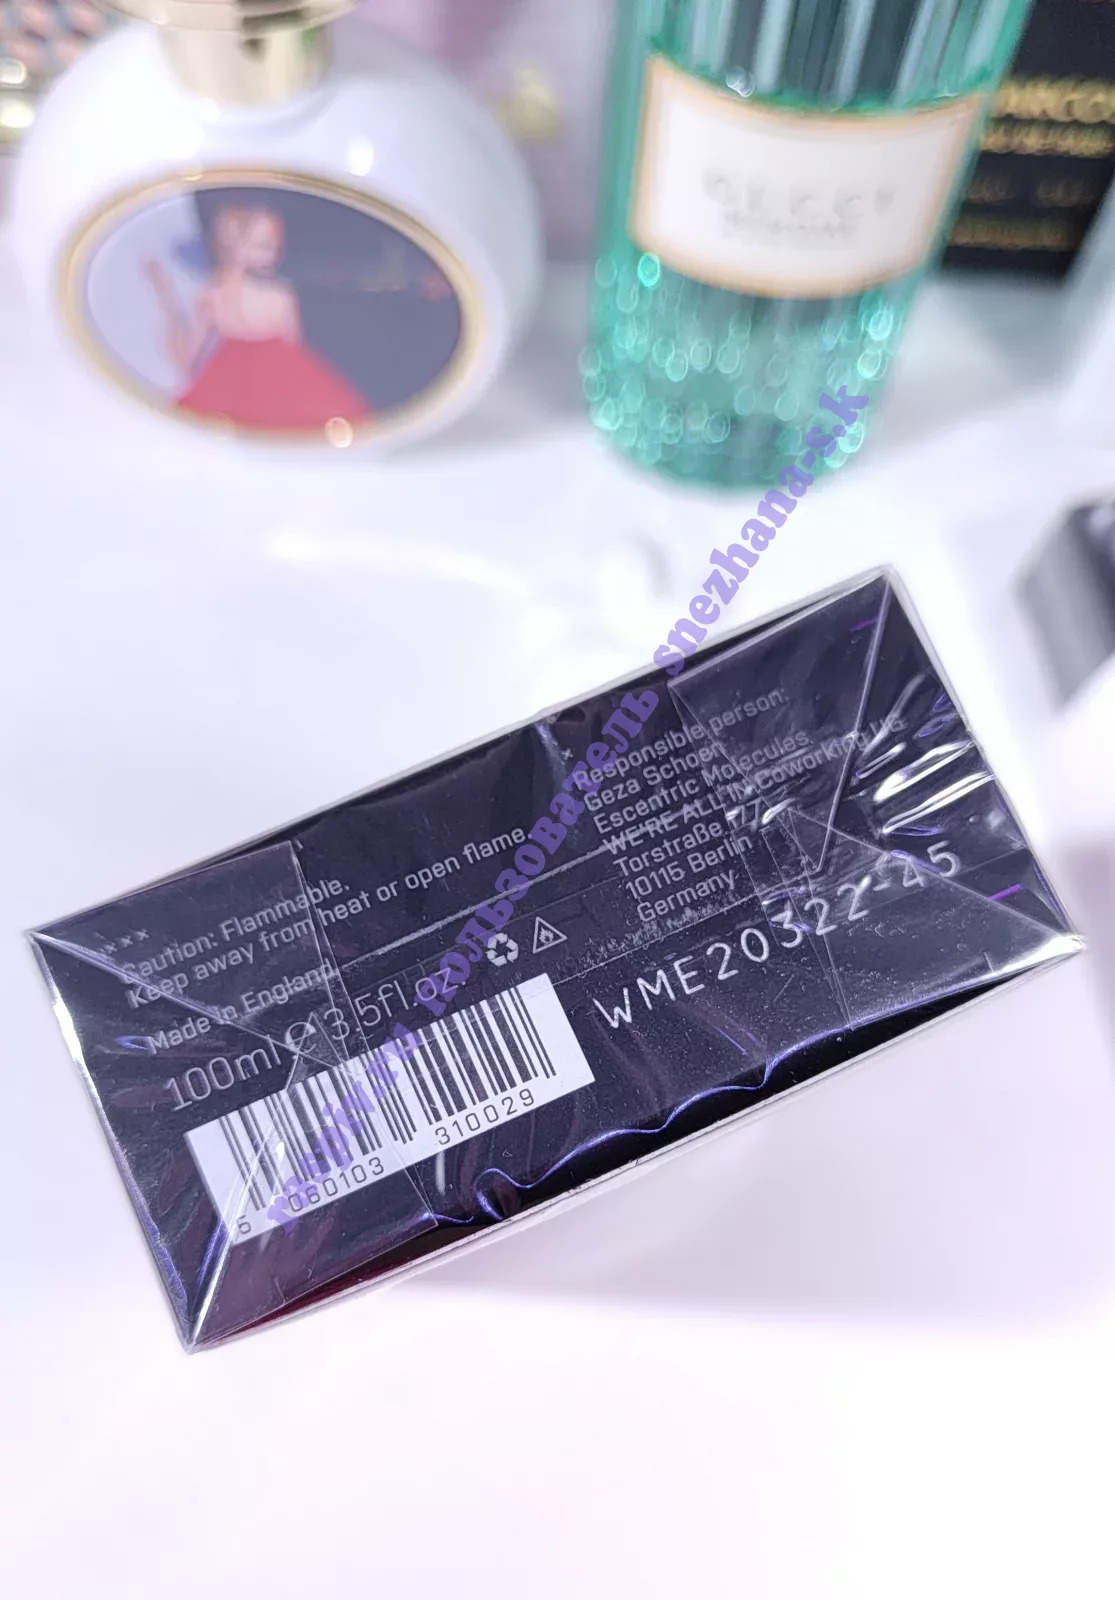 GUCCI
Caution: Flammable.
Keep away from heat or open flame.
Made in England
100ml e 3.5fl.oz
5 060103 310029
Responsible person:
Geza Schoen
Escentric Molecules,
WE'RE ALL IN Coworking UG
Torstraße 177
10115 Berlin
Germany
WME20322-45
пользователь snezhana-s.k